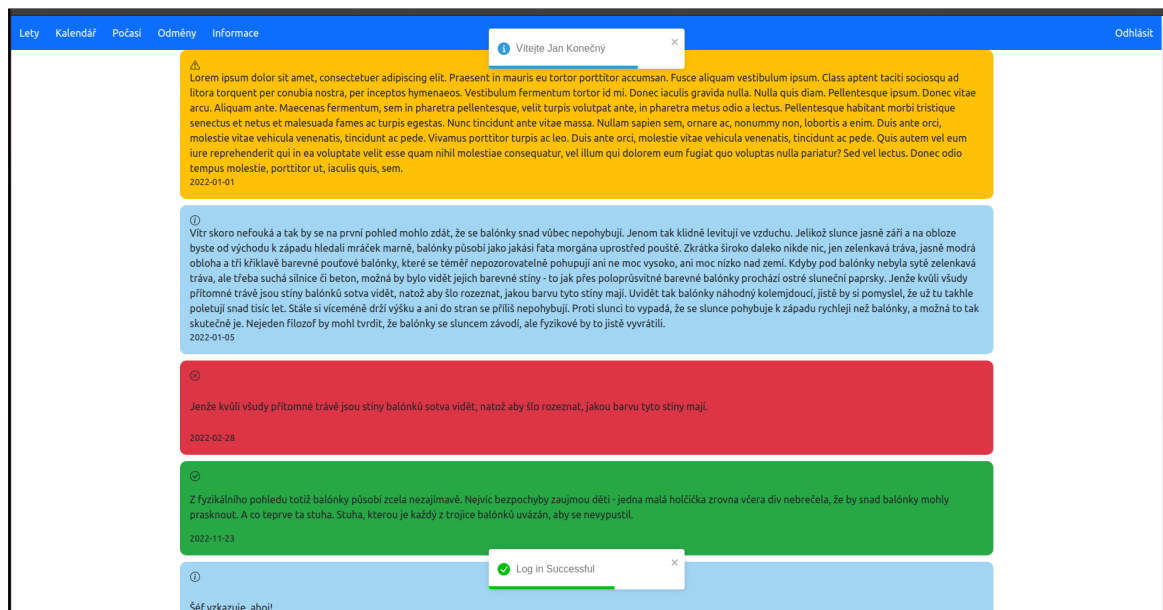 Lety Kalendář Počasí Odměny Informace Odhlásit
Vítejte Jan Konečný
Lorem ipsum dolor sit amet, consectetuer adipiscing elit. Praesent in mauris eu tortor porttitor accumsan. Fusce aliquam vestibulum ipsum. Class aptent taciti sociosqu ad
litora torquent per conubia nostra, per inceptos hymenaeos. Vestibulum fermentum tortor id mi. Donec iaculis gravida nulla. Nulla quis diam. Pellentesque ipsum. Donec vitae
arcu. Aliquam ante. Maecenas fermentum, sem in pharetra pellentesque, velit turpis volutpat ante, in pharetra metus odio a lectus. Pellentesque habitant morbi tristique
senectus et netus et malesuada fames ac turpis egestas. Nunc tincidunt ante vitae massa. Nullam sapien sem, ornare ac, nonummy non, lobortis a enim. Duis ante orci,
molestie vitae vehicula venenatis, tincidunt ac pede. Vivamus porttitor turpis ac leo. Duis ante orci, molestie vitae vehicula venenatis, tincidunt ac pede. Quis autem vel eum
iure reprehenderit qui in ea voluptate velit esse quam nihil molestiae consequatur, vel illum qui dolorem eum fugiat quo voluptas nulla pariatur? Sed vel lectus. Donec odio
tempus molestie, porttitor ut, iaculis quis, sem.
2022-01-01
Vítr skoro nefouká a tak by se na první pohled mohlo zdát, že se balónky snad vůbec nepohybují. Jenom tak klidně levitují ve vzduchu. Jelikož slunce jasně září a na obloze
byste od východu k západu hledali mráček marně, balónky působí jako jakási fata morgána uprostřed pouště. Zkrátka široko daleko nikde nic, jen zelenkavá tráva, jasně modrá
obloha a tři křiklavě barevné pouťové balónky, které se téměř nepozorovatelně pohupují ani ne moc vysoko, ani moc nízko nad zemí. Kdyby pod balónky nebyla sytě zelenkavá
tráva, ale třeba suchá silnice či beton, možná by bylo vidět jejich barevné stíny - to jak přes poloprůsvitné barevné balónky prochází ostré sluneční paprsky. Jenže kvůli všudy
přítomné trávě jsou stíny balónků sotva vidět, natož aby šlo rozeznat, jakou barvu tyto stíny mají. Uvidět tak balónky náhodný kolemjdoucí, jistě by si pomyslel, že už tu takhle
poletují snad tisíc let. Stále si víceméně drží výšku a ani do stran se příliš nepohybují. Proti slunci to vypadá, že se slunce pohybuje k západu rychleji než balónky, a možná to tak
skutečně je. Nejeden filozof by mohl tvrdit, že balónky se sluncem závodí, ale fyzikové by to jistě vyvrátili.
2022-01-05
Jenže kvůli všudy přítomné trávě jsou stíny balónků sotva vidět, natož aby šlo rozeznat, jakou barvu tyto stíny mají.
2022-02-28
Z fyzikálního pohledu totiž balónky působí zcela nezajímavě. Nejvíc bezpochyby zaujmou děti - jedna malá holčička zrovna včera div nebrečela, že by snad balónky mohly
prasknout. A co teprve ta stuha. Stuha, kterou je každý z trojice balónků uvázán, aby se nevypustil.
2022-11-23
Log in Successful
Šéf vzkazuje, ahoj!